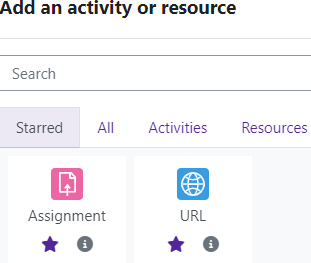 Add an activity or resource
Search
Starred All Activities Resources
Assignment URL